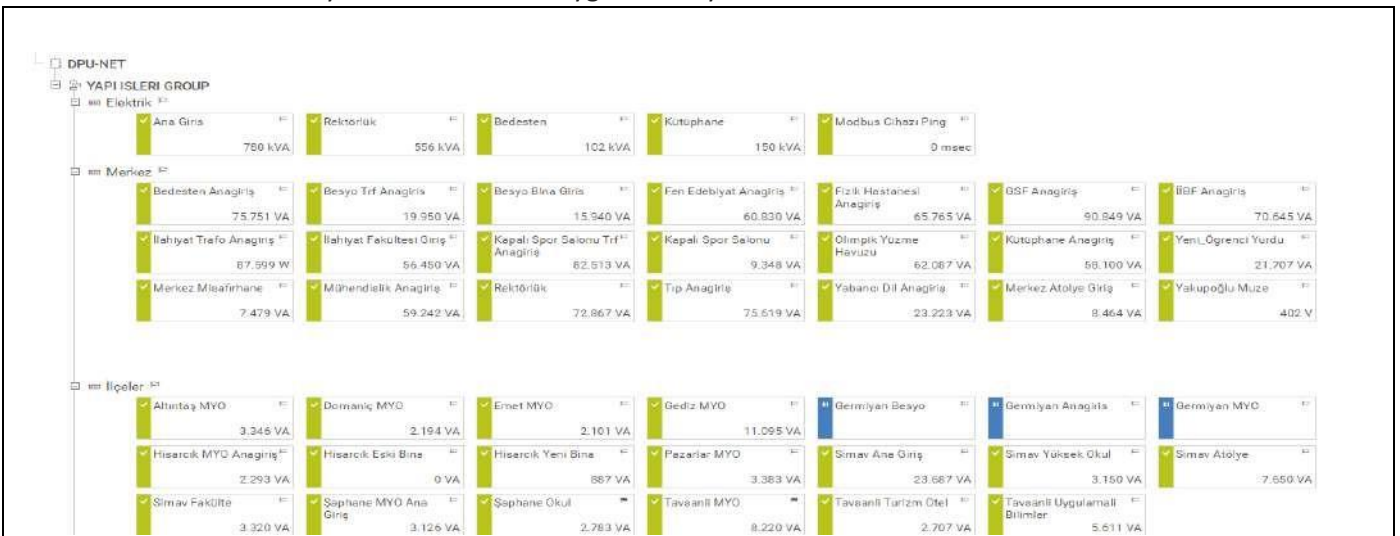 DPU-NET
YAPI ISLERI GROUP
Elektrik
Ana Giris Rektörlük Bedesten Kütüphane Modbus Cihazı Ping
780 kVA 556 kVA 102 kVA 150 kVA 0 msec
Merkez
Bedesten Anagiriş Besyo Trf Anagiris Besyo Bina Giris Fen Edebiyat Anagiriş Fizik Hastanesi GSF Anagiriş İİBF Anagiris
Anagiriş
75.751 VA 19.950 VA 15.940 VA 60.830 VA 65.765 VA 90.849 VA 70.645 VA
İlahiyat Trafo Anagiriş İlahiyat Fakültesi Giriş Kapalı Spor Salonu Trf Kapalı Spor Salonu Olimpik Yüzme Kütüphane Anagiriş Yeni_Ögrenci Yurdu
Anagiriş Havuzu
87.599 W 56.450 VA 82.513 VA 9.348 VA 62.087 VA 58.100 VA 21.707 VA
Merkez Misafirhane Mühendislik Anagiriş Rektörlük Tıp Anagiriş Yabancı Dil Anagiriş Merkez Atolye Giriş Yakupoğlu Muze
7.479 VA 59.242 VA 72.867 VA 75.619 VA 23.223 VA 8.464 VA 402 V
İlçeler
Altıntaş MYO Domaniç MYO Emet MYO Gediz MYO Germiyan Besyo Germiyan Anagiris Germiyan MYO
3.346 VA 2.194 VA 2.101 VA 11.095 VA
Hisarcık MYO Anagiriş Hisarcık Eski Bina Hisarcık Yeni Bina Pazarlar MYO Simav Ana Giriş Simav Yüksek Okul Simav Atölye
2.293 VA 0 VA 887 VA 3.383 VA 23.687 VA 3.150 VA 7.650 VA
Simav Fakülte Şaphane MYO Ana Şaphane Okul Tavsanli MYO Tavsanli Turizm Otel Tavsanli Uygulamali
Giriş Bilimler
3.320 VA 3.126 VA 2.783 VA 8.220 VA 2.707 VA 5.611 VA